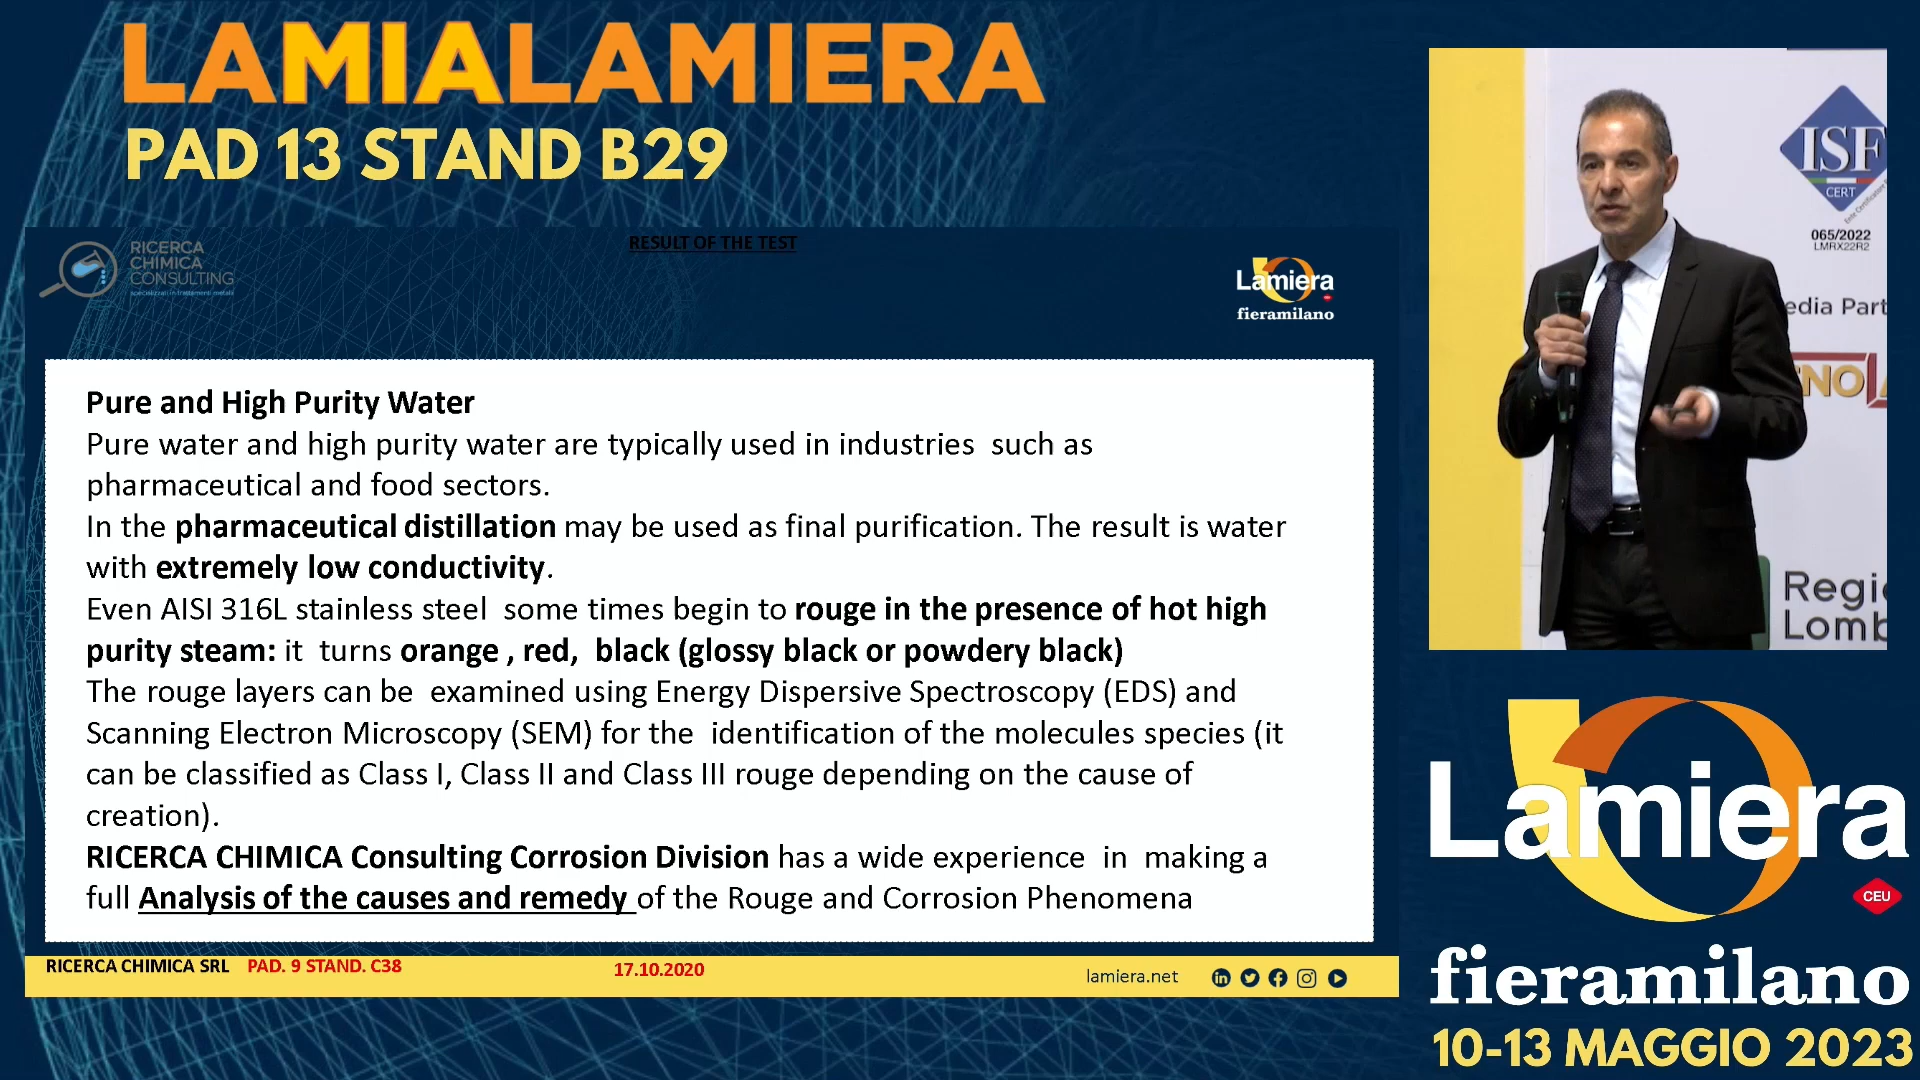 LAMIALAMIERA
PAD 13 STAND B29
RICERCA
CHIMICA
CONSULTING
specializzati in trattamenti metalli
RESULT OF THE TEST
Lamiera
fieramilano
Pure and High Purity Water
Pure water and high purity water are typically used in industries such as
pharmaceutical and food sectors.
In the pharmaceutical distillation may be used as final purification. The result is water
with extremely low conductivity.
Even AISI 316L stainless steel some times begin to rouge in the presence of hot high
purity steam: it turns orange , red, black (glossy black or powdery black)
The rouge layers can be examined using Energy Dispersive Spectroscopy (EDS) and
Scanning Electron Microscopy (SEM) for the identification of the molecules species (it
can be classified as Class I, Class II and Class III rouge depending on the cause of
creation).
RICERCA CHIMICA Consulting Corrosion Division has a wide experience in making a
full Analysis of the causes and remedy of the Rouge and Corrosion Phenomena
RICERCA CHIMICA SRL PAD. 9 STAND. C38
17.10.2020
lamiera.net
ISF
CERT
065/2022
LMRX22R2
edia Part
NOL
Regi
Lomb
Lamiera
CEU
fieramilano
10-13 MAGGIO 2023